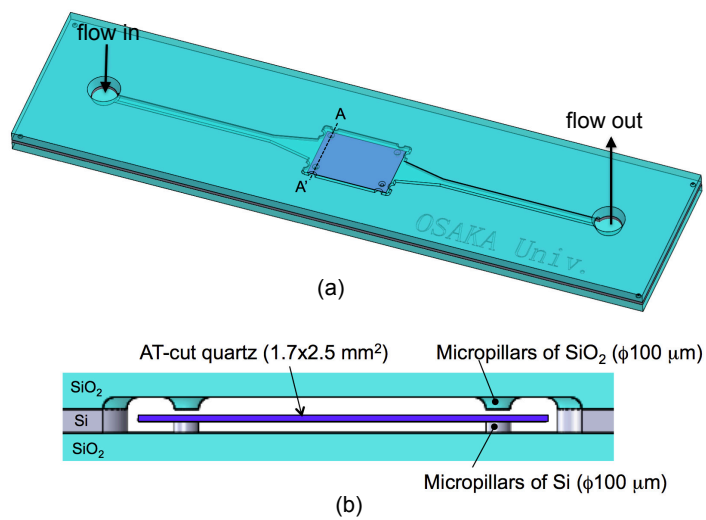 flow in
A
flow out
A'
OSAKA Univ.
(a)
AT-cut quartz (1.7x2.5 mm²)
Micropillars of SiO₂ (ϕ100 μm)
SiO₂
Si
SiO₂
Micropillars of Si (ϕ100 μm)
(b)